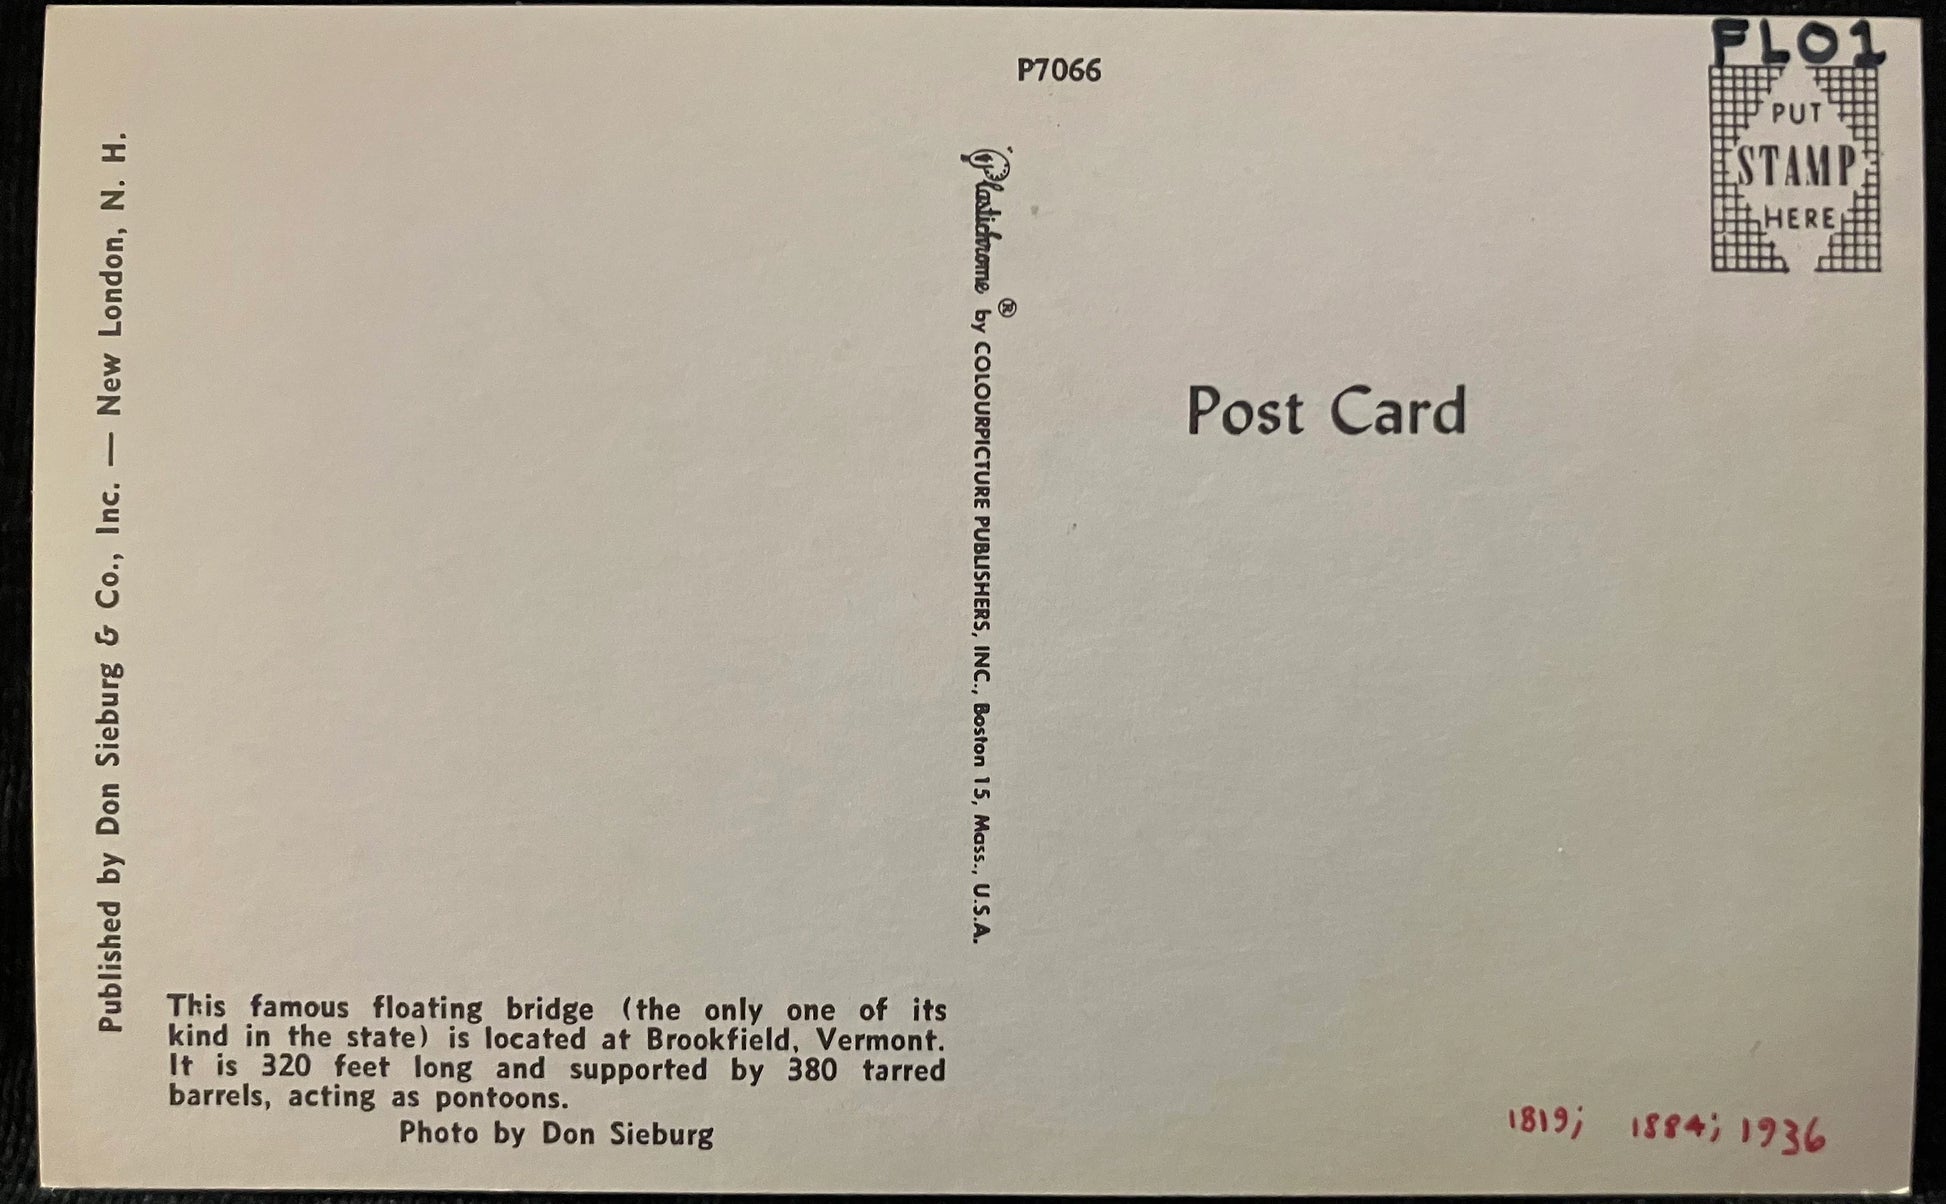 FL01
P7066
PUT
STAMP
HERE
Published by Don Sieburg & Co., Inc. — New London, N. H.
Plastichrome ® by COLOURPICTURE PUBLISHERS, INC., Boston 15, Mass., U.S.A.
Post Card
This famous floating bridge (the only one of its
kind in the state) is located at Brookfield, Vermont.
It is 320 feet long and supported by 380 tarred
barrels, acting as pontoons.
Photo by Don Sieburg
1819; 1884; 1936